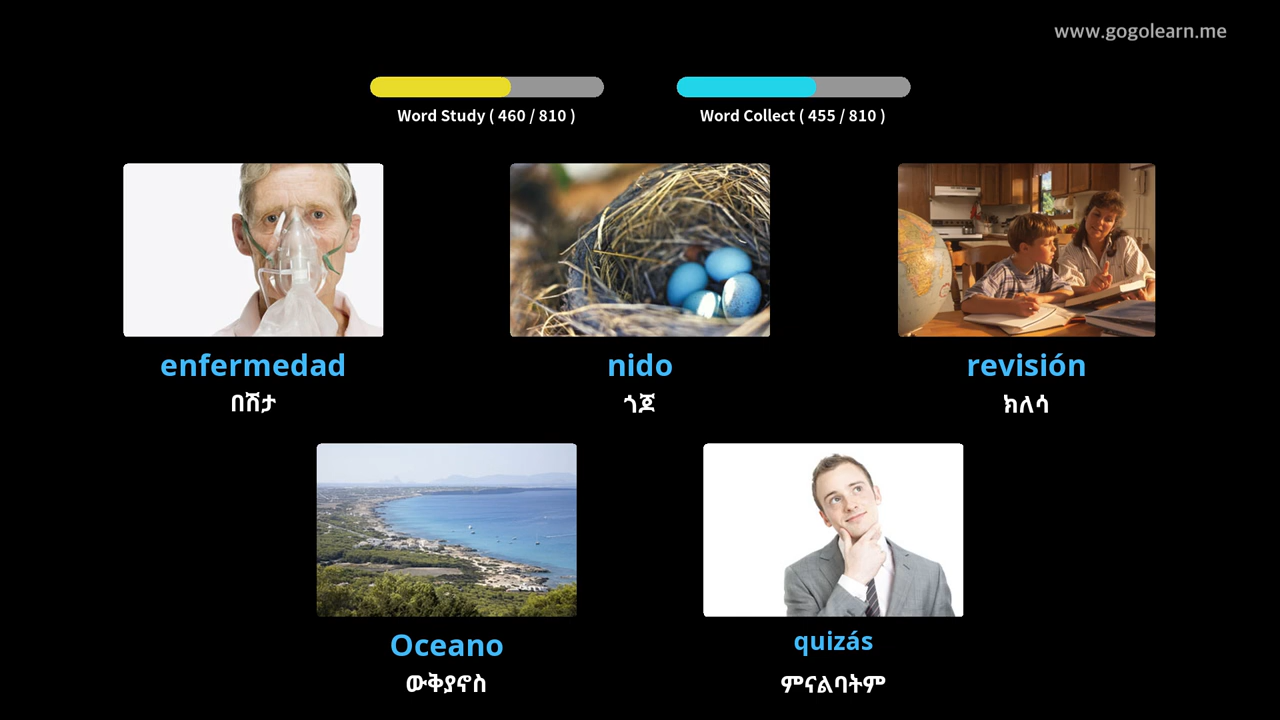 www.gogolearn.me
Word Study ( 460 / 810 )
Word Collect ( 455 / 810 )
enfermedad
በሽታ
nido
ጎጆ
revisión
ክለሳ
Oceano
ውቅያኖስ
quizás
ምናልባትም